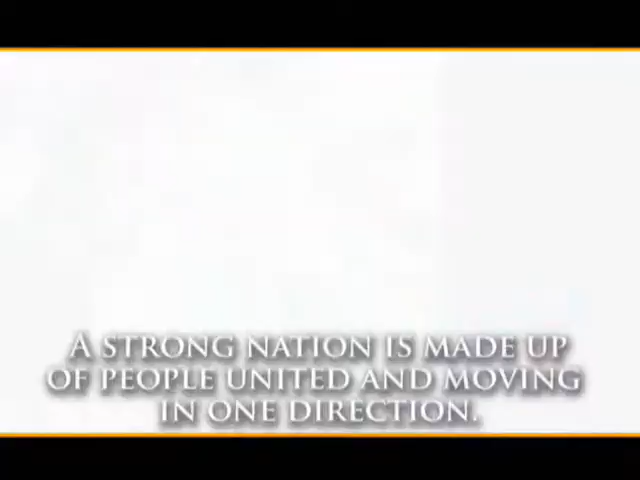 A STRONG NATION IS MADE UP
OF PEOPLE UNITED AND MOVING
IN ONE DIRECTION.